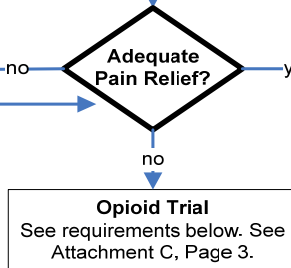 Adequate
no
Pain Relief?
y
no
Opioid Trial
See requirements below. See
Attachment C, Page 3.